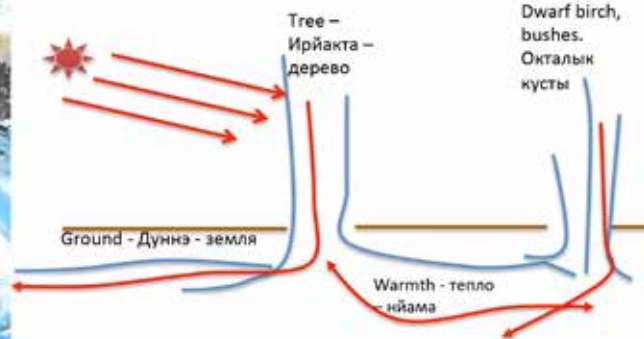 Tree –
Ирйакта –
дерево
Dwarf birch,
bushes.
Окталык
кусты
Ground - Дуннэ - земля
Warmth - тепло
– нйама